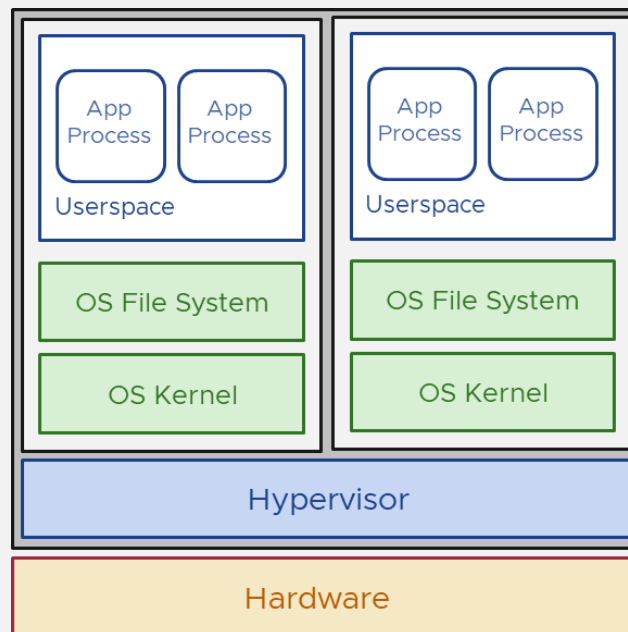 App
Process
App
Process
Userspace
OS File System
OS Kernel
App
Process
App
Process
Userspace
OS File System
OS Kernel
Hypervisor
Hardware